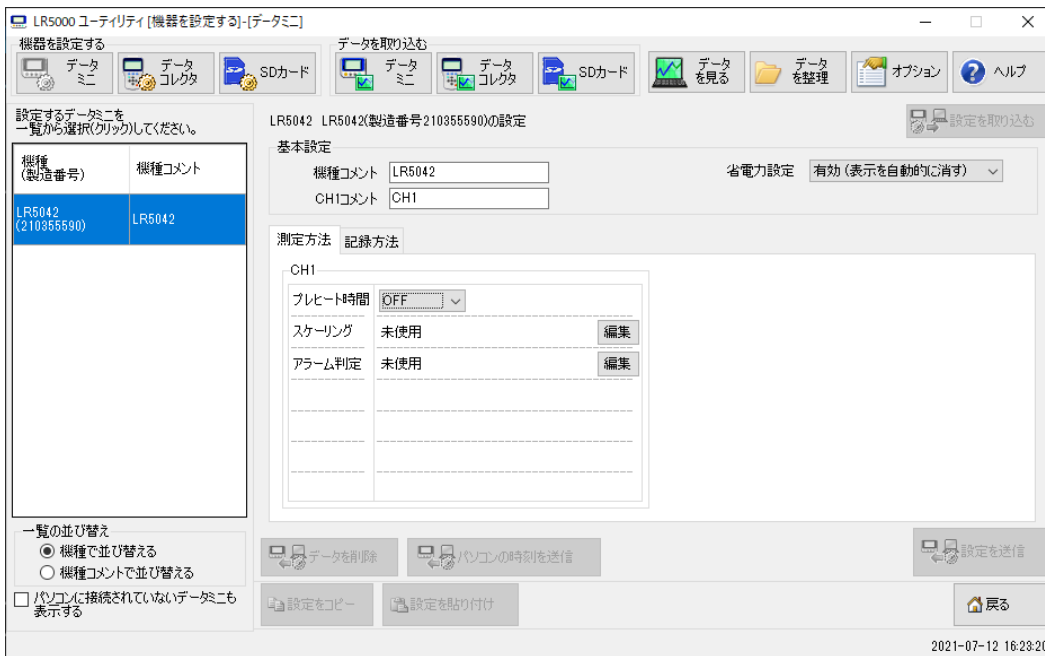 LR5000 ユーティリティ [機器を設定する]-[データミニ]
機器を設定する
データ
ミニ
データ
コレクタ
SDカード
データを取り込む
データ
ミニ
データ
コレクタ
SDカード
データ
を見る
データ
を整理
オプション
ヘルプ
設定するデータミニを
一覧から選択(クリック)してください。
機種
(製造番号)
機種コメント
LR5042
(210355590)
LR5042
一覧の並び替え
機種で並び替える
機種コメントで並び替える
パソコンに接続されていないデータミニも
表示する
LR5042 LR5042(製造番号210355590)の設定
設定を取り込む
基本設定
機種コメント LR5042
省電力設定 有効 (表示を自動的に消す)
CH1コメント CH1
測定方法 記録方法
CH1
プレヒート時間 OFF
スケーリング 未使用 編集
アラーム判定 未使用 編集
データを削除 パソコンの時刻を送信 設定を送信
設定をコピー 設定を貼り付け 戻る
2021-07-12 16:23:20